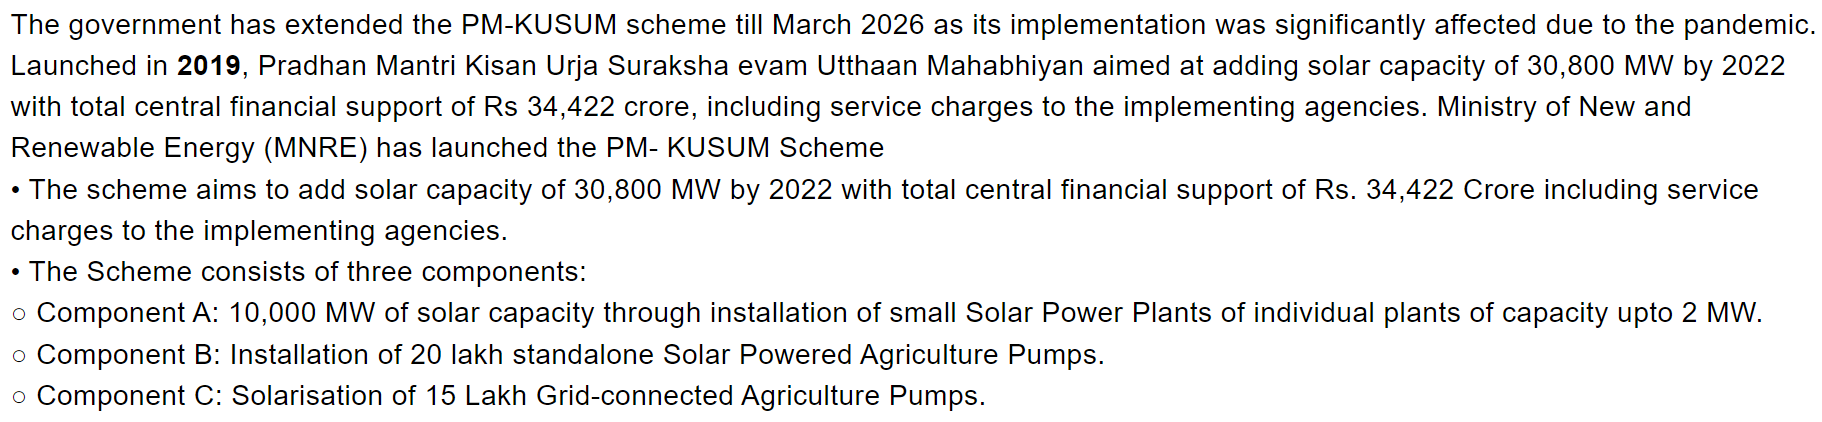 The government has extended the PM-KUSUM scheme till March 2026 as its implementation was significantly affected due to the pandemic.
Launched in 2019, Pradhan Mantri Kisan Urja Suraksha evam Utthaan Mahabhiyan aimed at adding solar capacity of 30,800 MW by 2022
with total central financial support of Rs 34,422 crore, including service charges to the implementing agencies. Ministry of New and
Renewable Energy (MNRE) has launched the PM- KUSUM Scheme
• The scheme aims to add solar capacity of 30,800 MW by 2022 with total central financial support of Rs. 34,422 Crore including service
charges to the implementing agencies.
• The Scheme consists of three components:
○ Component A: 10,000 MW of solar capacity through installation of small Solar Power Plants of individual plants of capacity upto 2 MW.
○ Component B: Installation of 20 lakh standalone Solar Powered Agriculture Pumps.
○ Component C: Solarisation of 15 Lakh Grid-connected Agriculture Pumps.